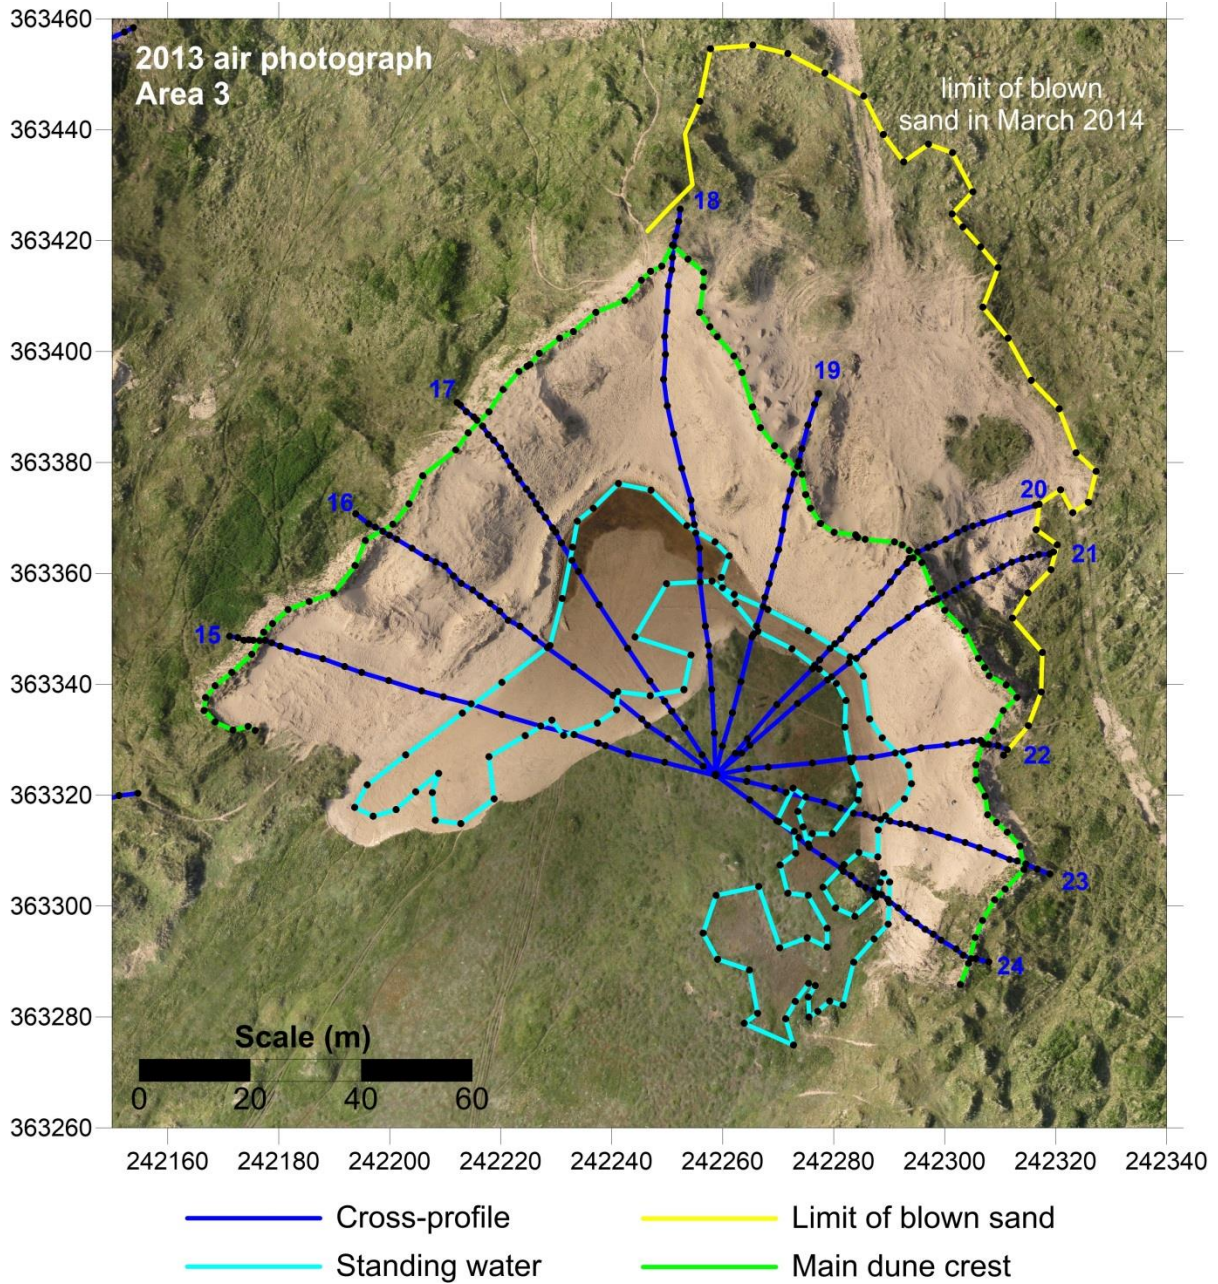 363460
2013 air photograph
Area 3
limit of blown
sand in March 2014
363440
18
363420
363400
19
17
363380
20
16
21
363360
15
363340
22
363320
23
363300
24
363280
Scale (m)
0 20 40 60
363260
242160 242180 242200 242220 242240 242260 242280 242300 242320 242340
Cross-profile
Limit of blown sand
Standing water
Main dune crest